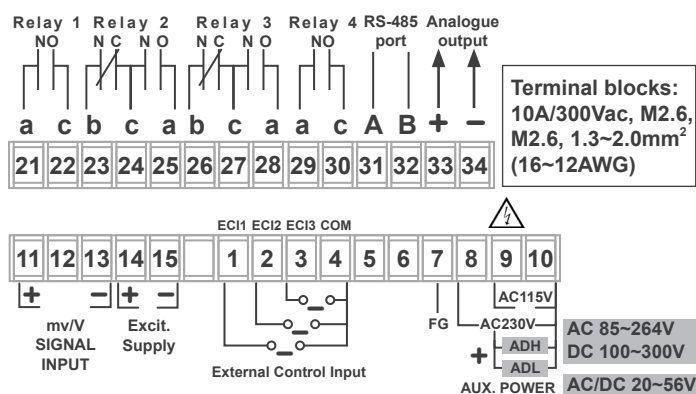 Relay 1 Relay 2 Relay 3 Relay 4 RS-485 Analogue
NO N C N O N C N O NO port output
a c b c a b c a a c A B + −
21 22 23 24 25 26 27 28 29 30 31 32 33 34
Terminal blocks:
10A/300Vac, M2.6,
M2.6, 1.3~2.0mm²
(16~12AWG)
ECI1 ECI2 ECI3 COM
11 12 13 14 15 1 2 3 4 5 6 7 8 9 10
+ − + −
mv/V
SIGNAL
INPUT
Excit.
Supply
External Control Input
FG
AC115V
AC230V
ADH
+
ADL
AUX. POWER
AC 85~264V
DC 100~300V
AC/DC 20~56V